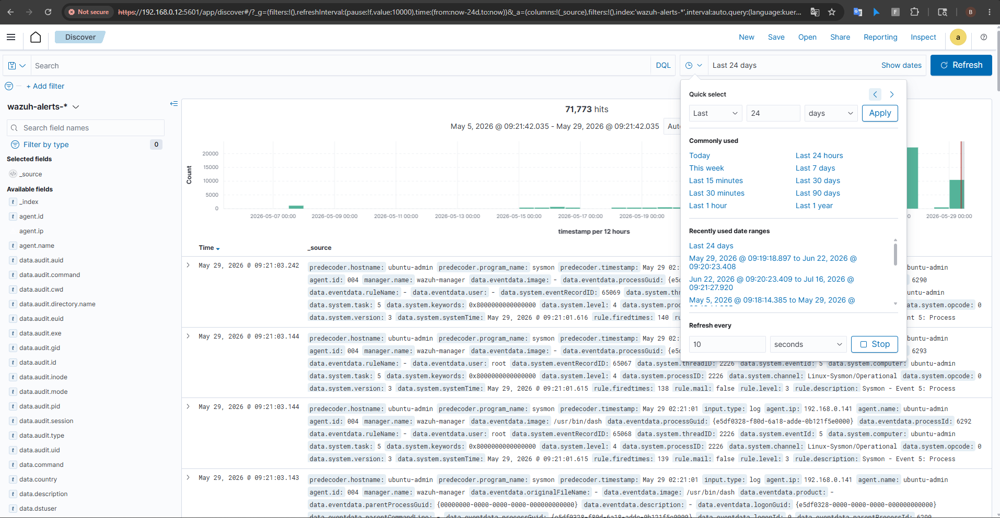 Not secure
https://192.168.0.12:5601/app/discover#/?_g=(filters:!(),refreshInterval:(pause:!f,value:10000),time:(from:now-24d,to:now))&_a=(columns:!(_source),filters:!(),index:'wazuh-alerts-*',interval:auto,query:(language:kuer...
B
Discover
New Save Open Share Reporting Inspect a
Search DQL Last 24 days Show dates Refresh
+ Add filter
wazuh-alerts-*
Search field names
Filter by type 0
Selected fields
_source
Available fields
t _index
t agent.id
agent.ip
t agent.name
t data.audit.auid
t data.audit.command
t data.audit.cwd
t data.audit.directory.name
t data.audit.euid
t data.audit.exe
t data.audit.gid
t data.audit.id
t data.audit.inode
t data.audit.mode
t data.audit.pid
t data.audit.session
t data.audit.type
t data.audit.uid
t data.command
t data.country
t data.description
t data.dstuser
71,773 hits
May 5, 2026 @ 09:21:42.035 - May 29, 2026 @ 09:21:42.035
Count
20000
15000
10000
5000
0
2026-05-07 00:00 2026-05-09 00:00 2026-05-11 00:00 2026-05-13 00:00 2026-05-15 00:00 2026-05-17 00:00 2026-05-19 00:00 2026-05-29 00:00
timestamp per 12 hours
Quick select
Last 24 days Apply
Commonly used
Today Last 24 hours
This week Last 7 days
Last 15 minutes Last 30 days
Last 30 minutes Last 90 days
Last 1 hour Last 1 year
Recently used date ranges
Last 24 days
May 29, 2026 @ 09:19:18.897 to Jun 22, 2026 @
09:20:23.408
Jun 22, 2026 @ 09:20:23.409 to Jul 16, 2026 @
09:21:27.920
May 5, 2026 @ 09:18:14.385 to May 29, 2026 @
Refresh every
10 seconds Stop
Time _source
May 29, 2026 @ 09:21:03.242 predecoder.hostname: ubuntu-admin predecoder.program_name: sysmon predecoder.timestamp: May 29 02: ubuntu-admin
agent.id: 004 manager.name: wazuh-manager data.eventdata.image: - data.eventdata.processGuid: 6290
data.eventdata.ruleName: - data.eventdata.user: - data.system.eventRecordID: 65069 ubuntu-admin
data.system.task: 5 data.system.keywords: 0x8000000000000000 data.system.level: 4 data.system.opcode: 0
data.system.version: 3 data.system.systemTime: May 29, 2026 @ 09:21:01.616 rule.firedtimes: 140 nt 5: Process
May 29, 2026 @ 09:21:03.144 predecoder.hostname: ubuntu-admin predecoder.program_name: sysmon predecoder.timestamp: May 29 02: ubuntu-admin
agent.id: 004 manager.name: wazuh-manager data.eventdata.image: - data.eventdata.processGuid: 6293
data.eventdata.ruleName: - data.eventdata.user: root data.system.eventRecordID: 65067 data.system.threadID: 2226 data.system.eventId: 5 data.system.computer: ubuntu-admin
data.system.task: 5 data.system.keywords: 0x8000000000000000 data.system.level: 4 data.system.processID: 2226 data.system.channel: Linux-Sysmon/Operational data.system.opcode: 0
data.system.version: 3 data.system.systemTime: May 29, 2026 @ 09:21:01.615 rule.firedtimes: 138 rule.mail: false rule.level: 3 rule.description: Sysmon - Event 5: Process
May 29, 2026 @ 09:21:03.144 predecoder.hostname: ubuntu-admin predecoder.program_name: sysmon predecoder.timestamp: May 29 02:21:01 input.type: log agent.ip: 192.168.0.141 agent.name: ubuntu-admin
agent.id: 004 manager.name: wazuh-manager data.eventdata.image: /usr/bin/dash data.eventdata.processGuid: {e5df0328-f80d-6a18-adde-0b121f5e0000} data.eventdata.processId: 6292
data.eventdata.ruleName: - data.eventdata.user: root data.system.eventRecordID: 65068 data.system.threadID: 2226 data.system.eventId: 5 data.system.computer: ubuntu-admin
data.system.task: 5 data.system.keywords: 0x8000000000000000 data.system.level: 4 data.system.processID: 2226 data.system.channel: Linux-Sysmon/Operational data.system.opcode: 0
data.system.version: 3 data.system.systemTime: May 29, 2026 @ 09:21:01.615 rule.firedtimes: 139 rule.mail: false rule.level: 3 rule.description: Sysmon - Event 5: Process
May 29, 2026 @ 09:21:03.143 predecoder.hostname: ubuntu-admin predecoder.program_name: sysmon predecoder.timestamp: May 29 02:21:01 input.type: log agent.ip: 192.168.0.141 agent.name: ubuntu-admin
agent.id: 004 manager.name: wazuh-manager data.eventdata.originalFileName: - data.eventdata.image: /usr/bin/dash data.eventdata.product: -
data.eventdata.parentProcessGuid: {00000000-0000-0000-0000-000000000000} data.eventdata.description: - data.eventdata.logonGuid: {e5df0328-0000-0000-0000-000000000000}